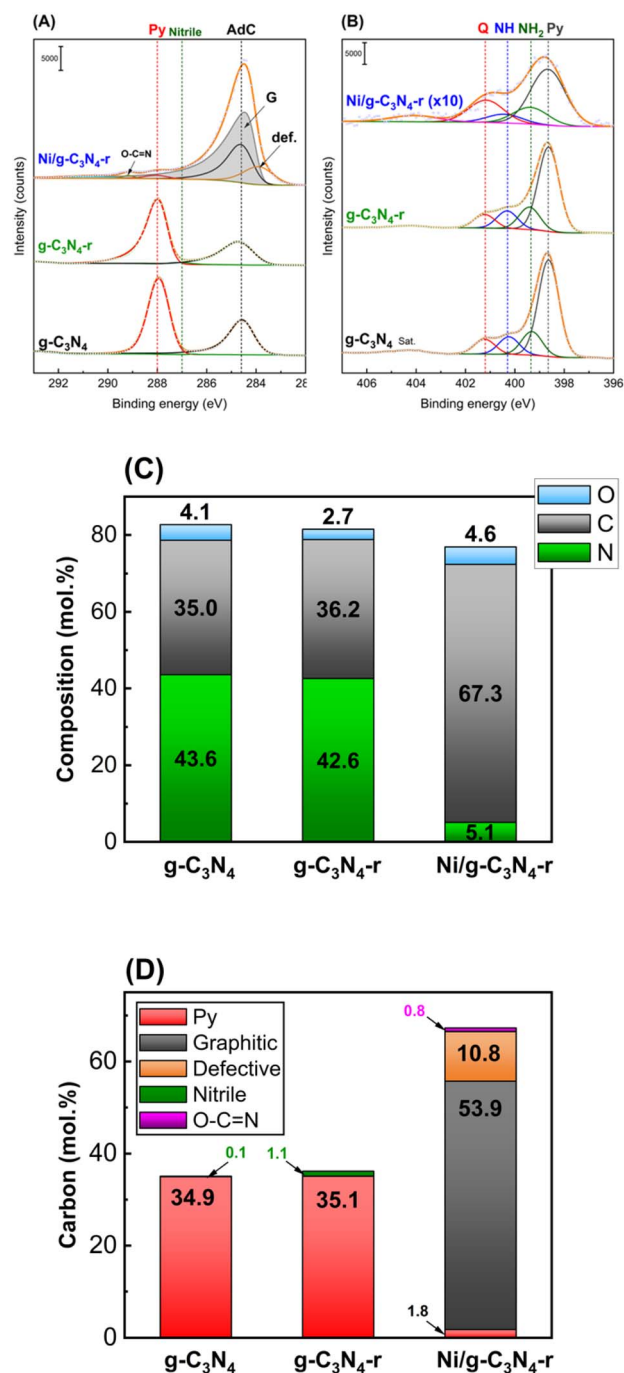 (A)
Py
Nitrile
AdC
5000
G
def.
O-C=N
Ni/g-C₃N₄-r
g-C₃N₄-r
g-C₃N₄
Intensity (counts)
292 290 288 286 284 28
Binding energy (eV)
(B)
Q NH NH₂ Py
5000
Ni/g-C₃N₄-r (x10)
g-C₃N₄-r
g-C₃N₄ Sat.
Intensity (counts)
406 404 402 400 398 396
Binding energy (eV)
(C)
O
C
N
4.1 2.7 4.6
35.0 36.2 67.3
43.6 42.6 5.1
80
60
40
20
0
Composition (mol.%)
g-C₃N₄ g-C₃N₄-r Ni/g-C₃N₄-r
(D)
Py
Graphitic
Defective
Nitrile
O-C=N
0.8
10.8
53.9
0.1 1.1
34.9 35.1
1.8
60
40
20
0
Carbon (mol.%)
g-C₃N₄ g-C₃N₄-r Ni/g-C₃N₄-r